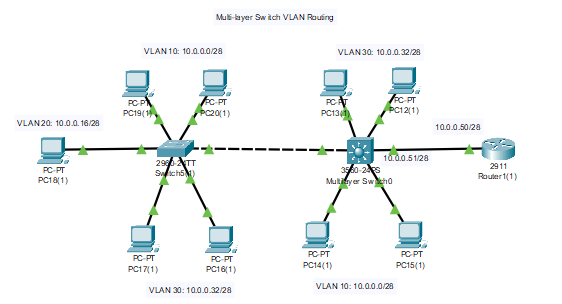 Multi-layer Switch VLAN Routing
VLAN 10: 10.0.0.0/28
VLAN 30: 10.0.0.32/28
PC-PT
PC19(1)
PC-PT
PC20(1)
PC-PT
PC13(1)
PC-PT
PC12(1)
VLAN 20: 10.0.0.16/28
10.0.0.50/28
PC-PT
PC18(1)
2960-24TT
Switch5(1)
3560-24PS
Multilayer Switch0
10.0.0.51/28
2911
Router1(1)
PC-PT
PC17(1)
PC-PT
PC16(1)
PC-PT
PC14(1)
PC-PT
PC15(1)
VLAN 30: 10.0.0.32/28
VLAN 10: 10.0.0.0/28